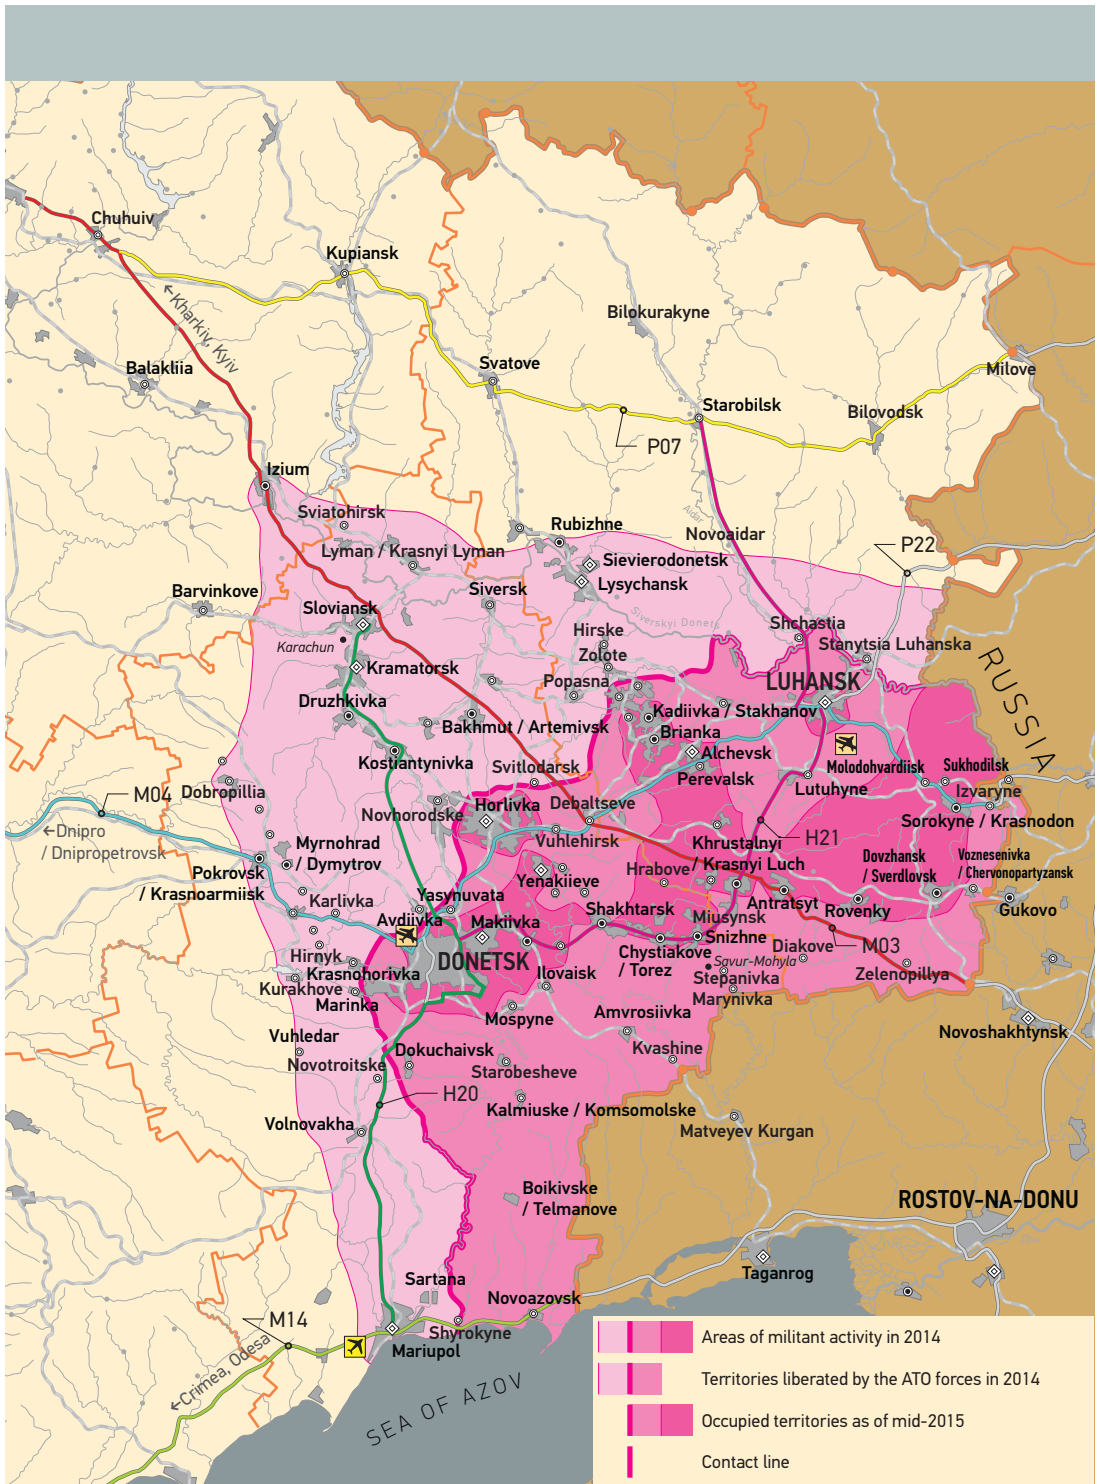 Chuhuiv
Kupiansk
←Kharkiv, Kyiv
Bilokurakyne
Balakliia
Svatove
Milove
Starobilsk
Bilovodsk
P07
Izium
Sviatohirsk
Aidar
Rubizhne
Novoaidar
P22
Lyman / Krasnyi Lyman
Sievierodonetsk
Lysychansk
Barvinkove
Siversk
Sloviansk
Siverskyi Donets
Shchastia
Karachun
Hirske
Stanytsia Luhanska
Zolote
Kramatorsk
LUHANSK
RUSSIA
Popasna
Druzhkivka
Kadiivka / Stakhanov
Bakhmut / Artemivsk
Brianka
Alchevsk
Kostiantynivka
Svitlodarsk
Perevalsk
Molodohvardiisk
Sukhodilsk
Lutuhyne
Izvaryne
Dobropillia
M04
Novhorodske
Horlivka
Debaltseve
Sorokyne / Krasnodon
←Dnipro
/ Dnipropetrovsk
Vuhlehirsk
H21
Myrnohrad
/ Dymytrov
Khrustalnyi
/ Krasnyi Luch
Dovzhansk
/ Sverdlovsk
Voznesenivka
/ Chervonopartyzansk
Pokrovsk
/ Krasnoarmiisk
Yenakiieve
Hrabove
Antratsyt
Rovenky
Gukovo
Karlivka
Yasynuvata
Avdiivka
Makiivka
Shakhtarsk
Miusynsk
Snizhne
M03
Diakove
Hirnyk
DONETSK
Chystiakove
/ Torez
Savur-Mohyla
Krasnohorivka
Ilovaisk
Stepanivka
Zelenopillya
Kurakhove
Marinka
Marynivka
Mospyne
Amvrosiivka
Novoshakhtynsk
Vuhledar
Novotroitske
Dokuchaivsk
Kvashine
Starobesheve
H20
Kalmiuske / Komsomolske
Volnovakha
Matveyev Kurgan
Boikivske
/ Telmanove
ROSTOV-NA-DONU
Taganrog
Sartana
Novoazovsk
M14
Shyrokyne
Mariupol
←Crimea, Odesa
SEA OF AZOV
Areas of militant activity in 2014
Territories liberated by the ATO forces in 2014
Occupied territories as of mid-2015
Contact line